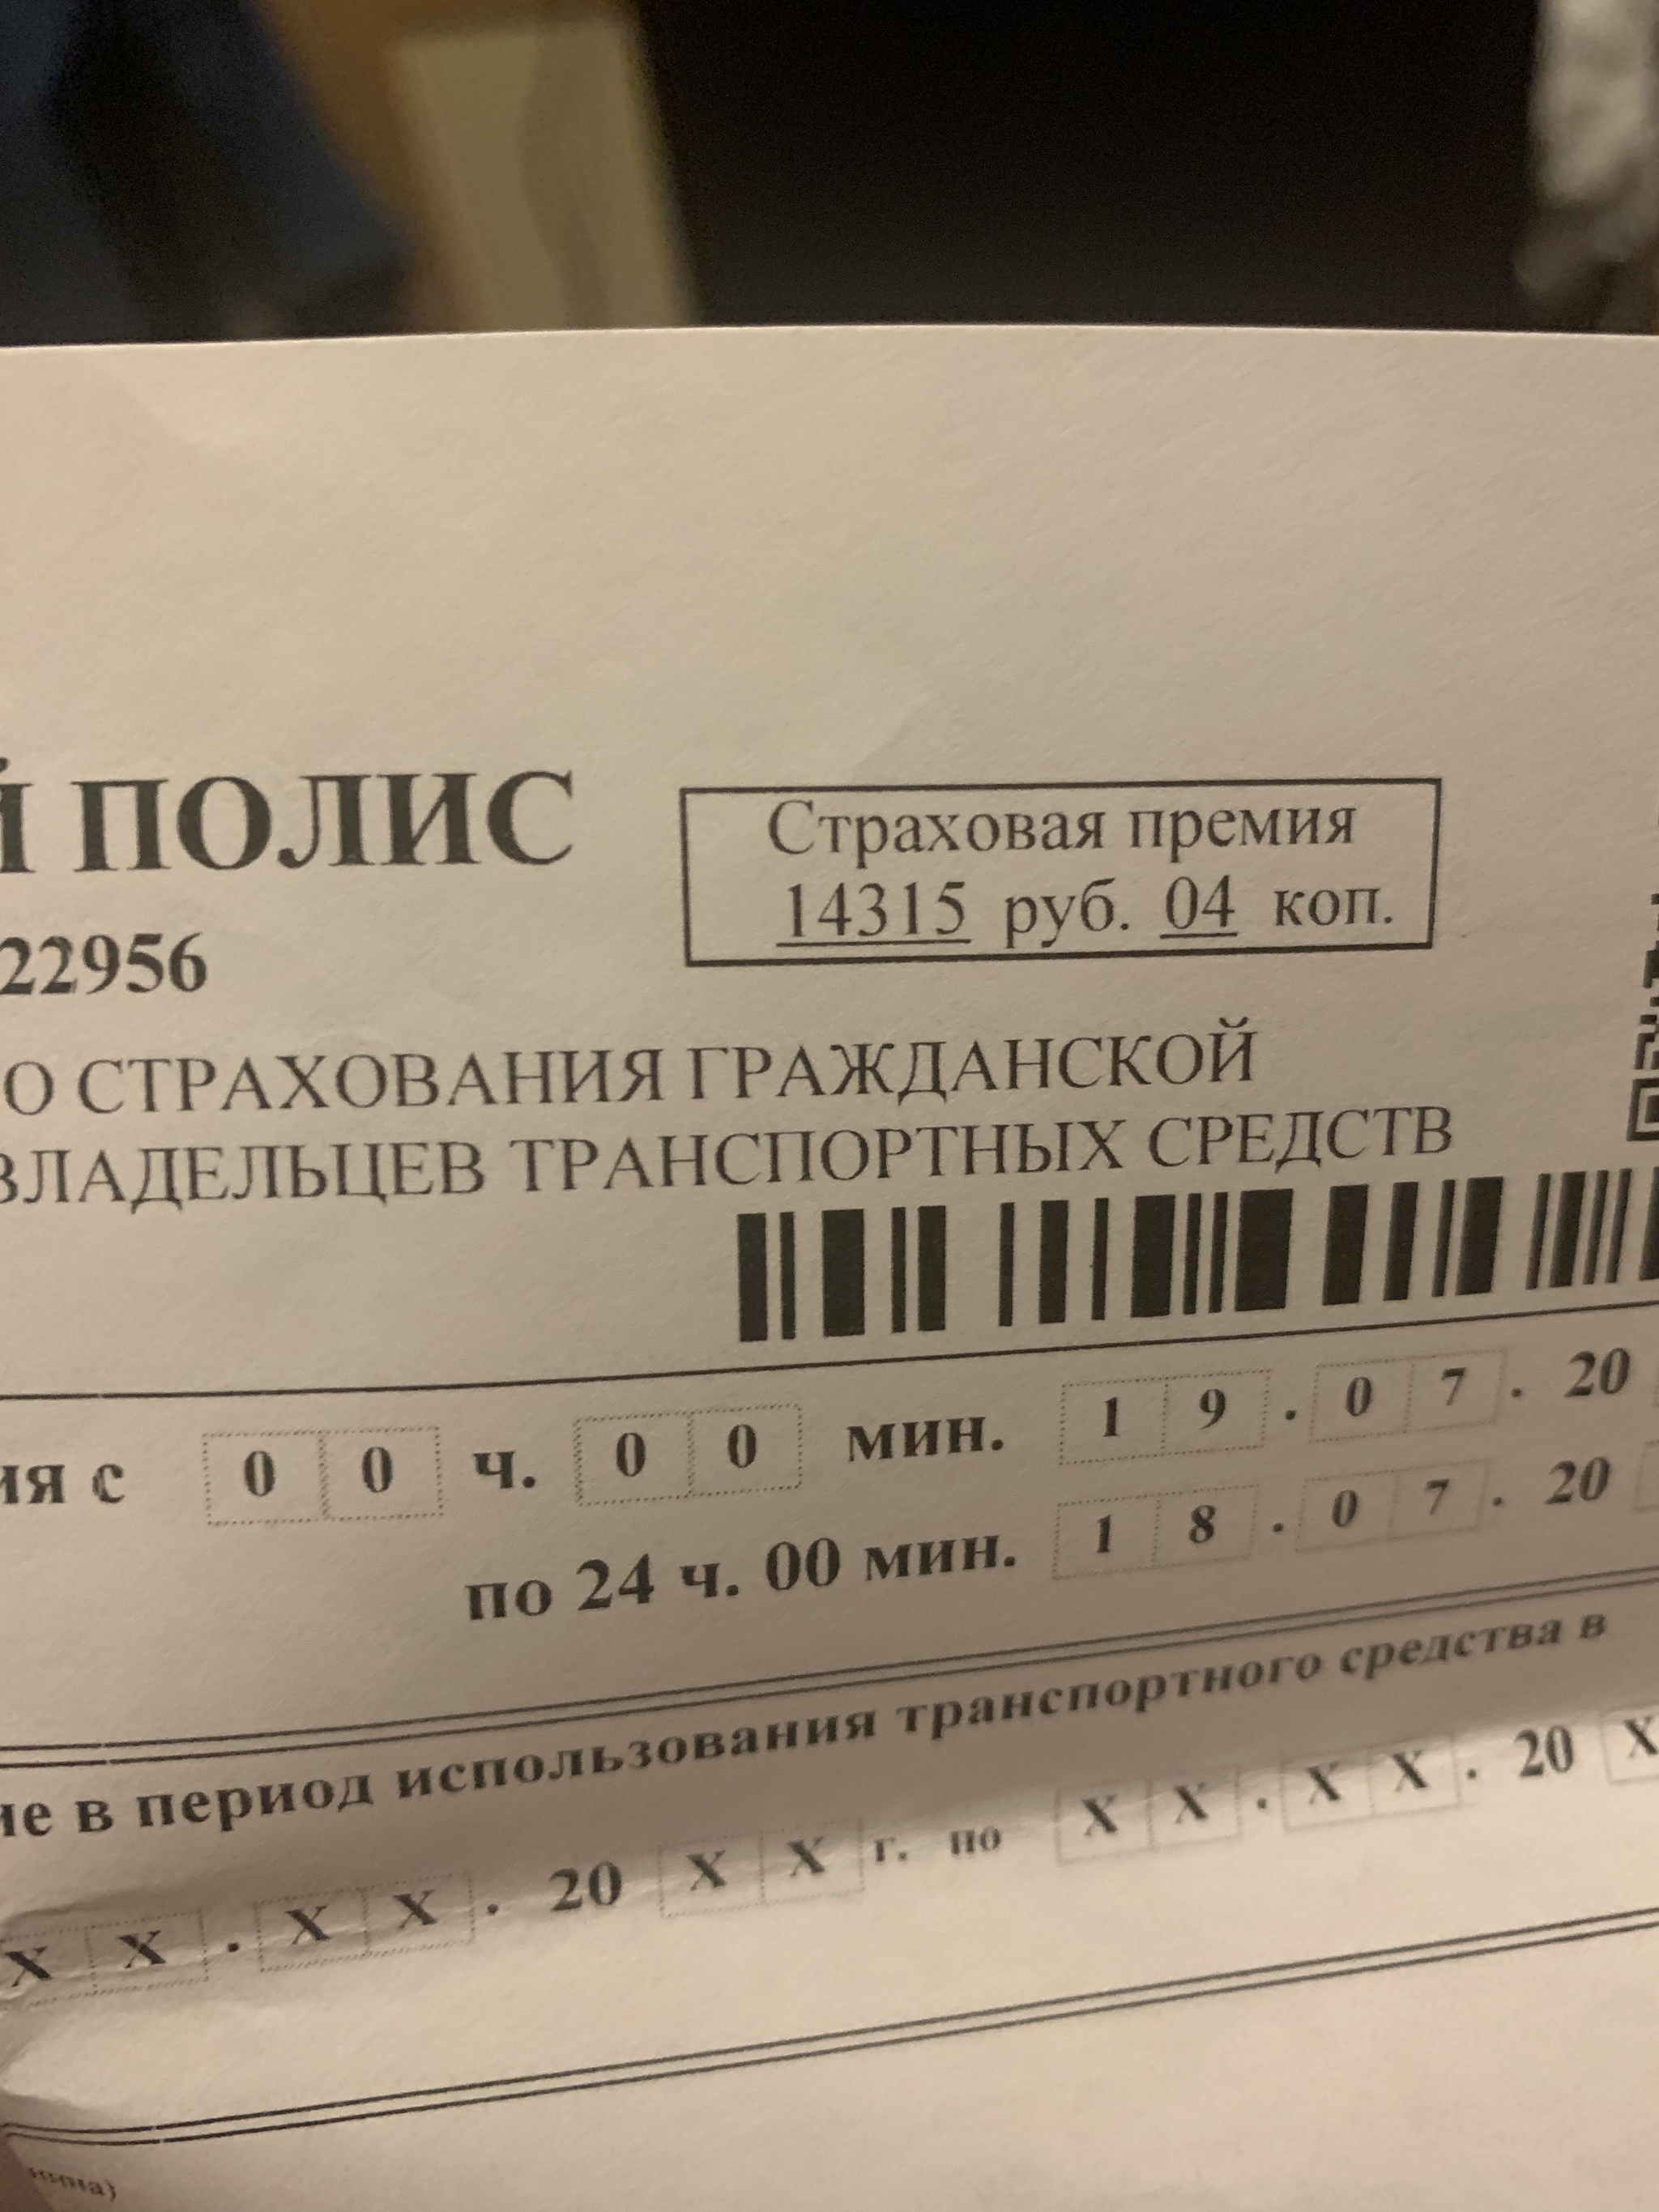 Й ПОЛИС
Страховая премия
14315 руб. 04 коп.
22956
О СТРАХОВАНИЯ ГРАЖДАНСКОЙ
ВЛАДЕЛЬЦЕВ ТРАНСПОРТНЫХ СРЕДСТВ
ия с 0 0 ч. 0 0 мин. 1 9 . 0 7 . 20
по 24 ч. 00 мин. 1 8 . 0 7 . 20
ие в период использования транспортного средства в
X X . X X . 20 X X г. по X X . X X . 20 X